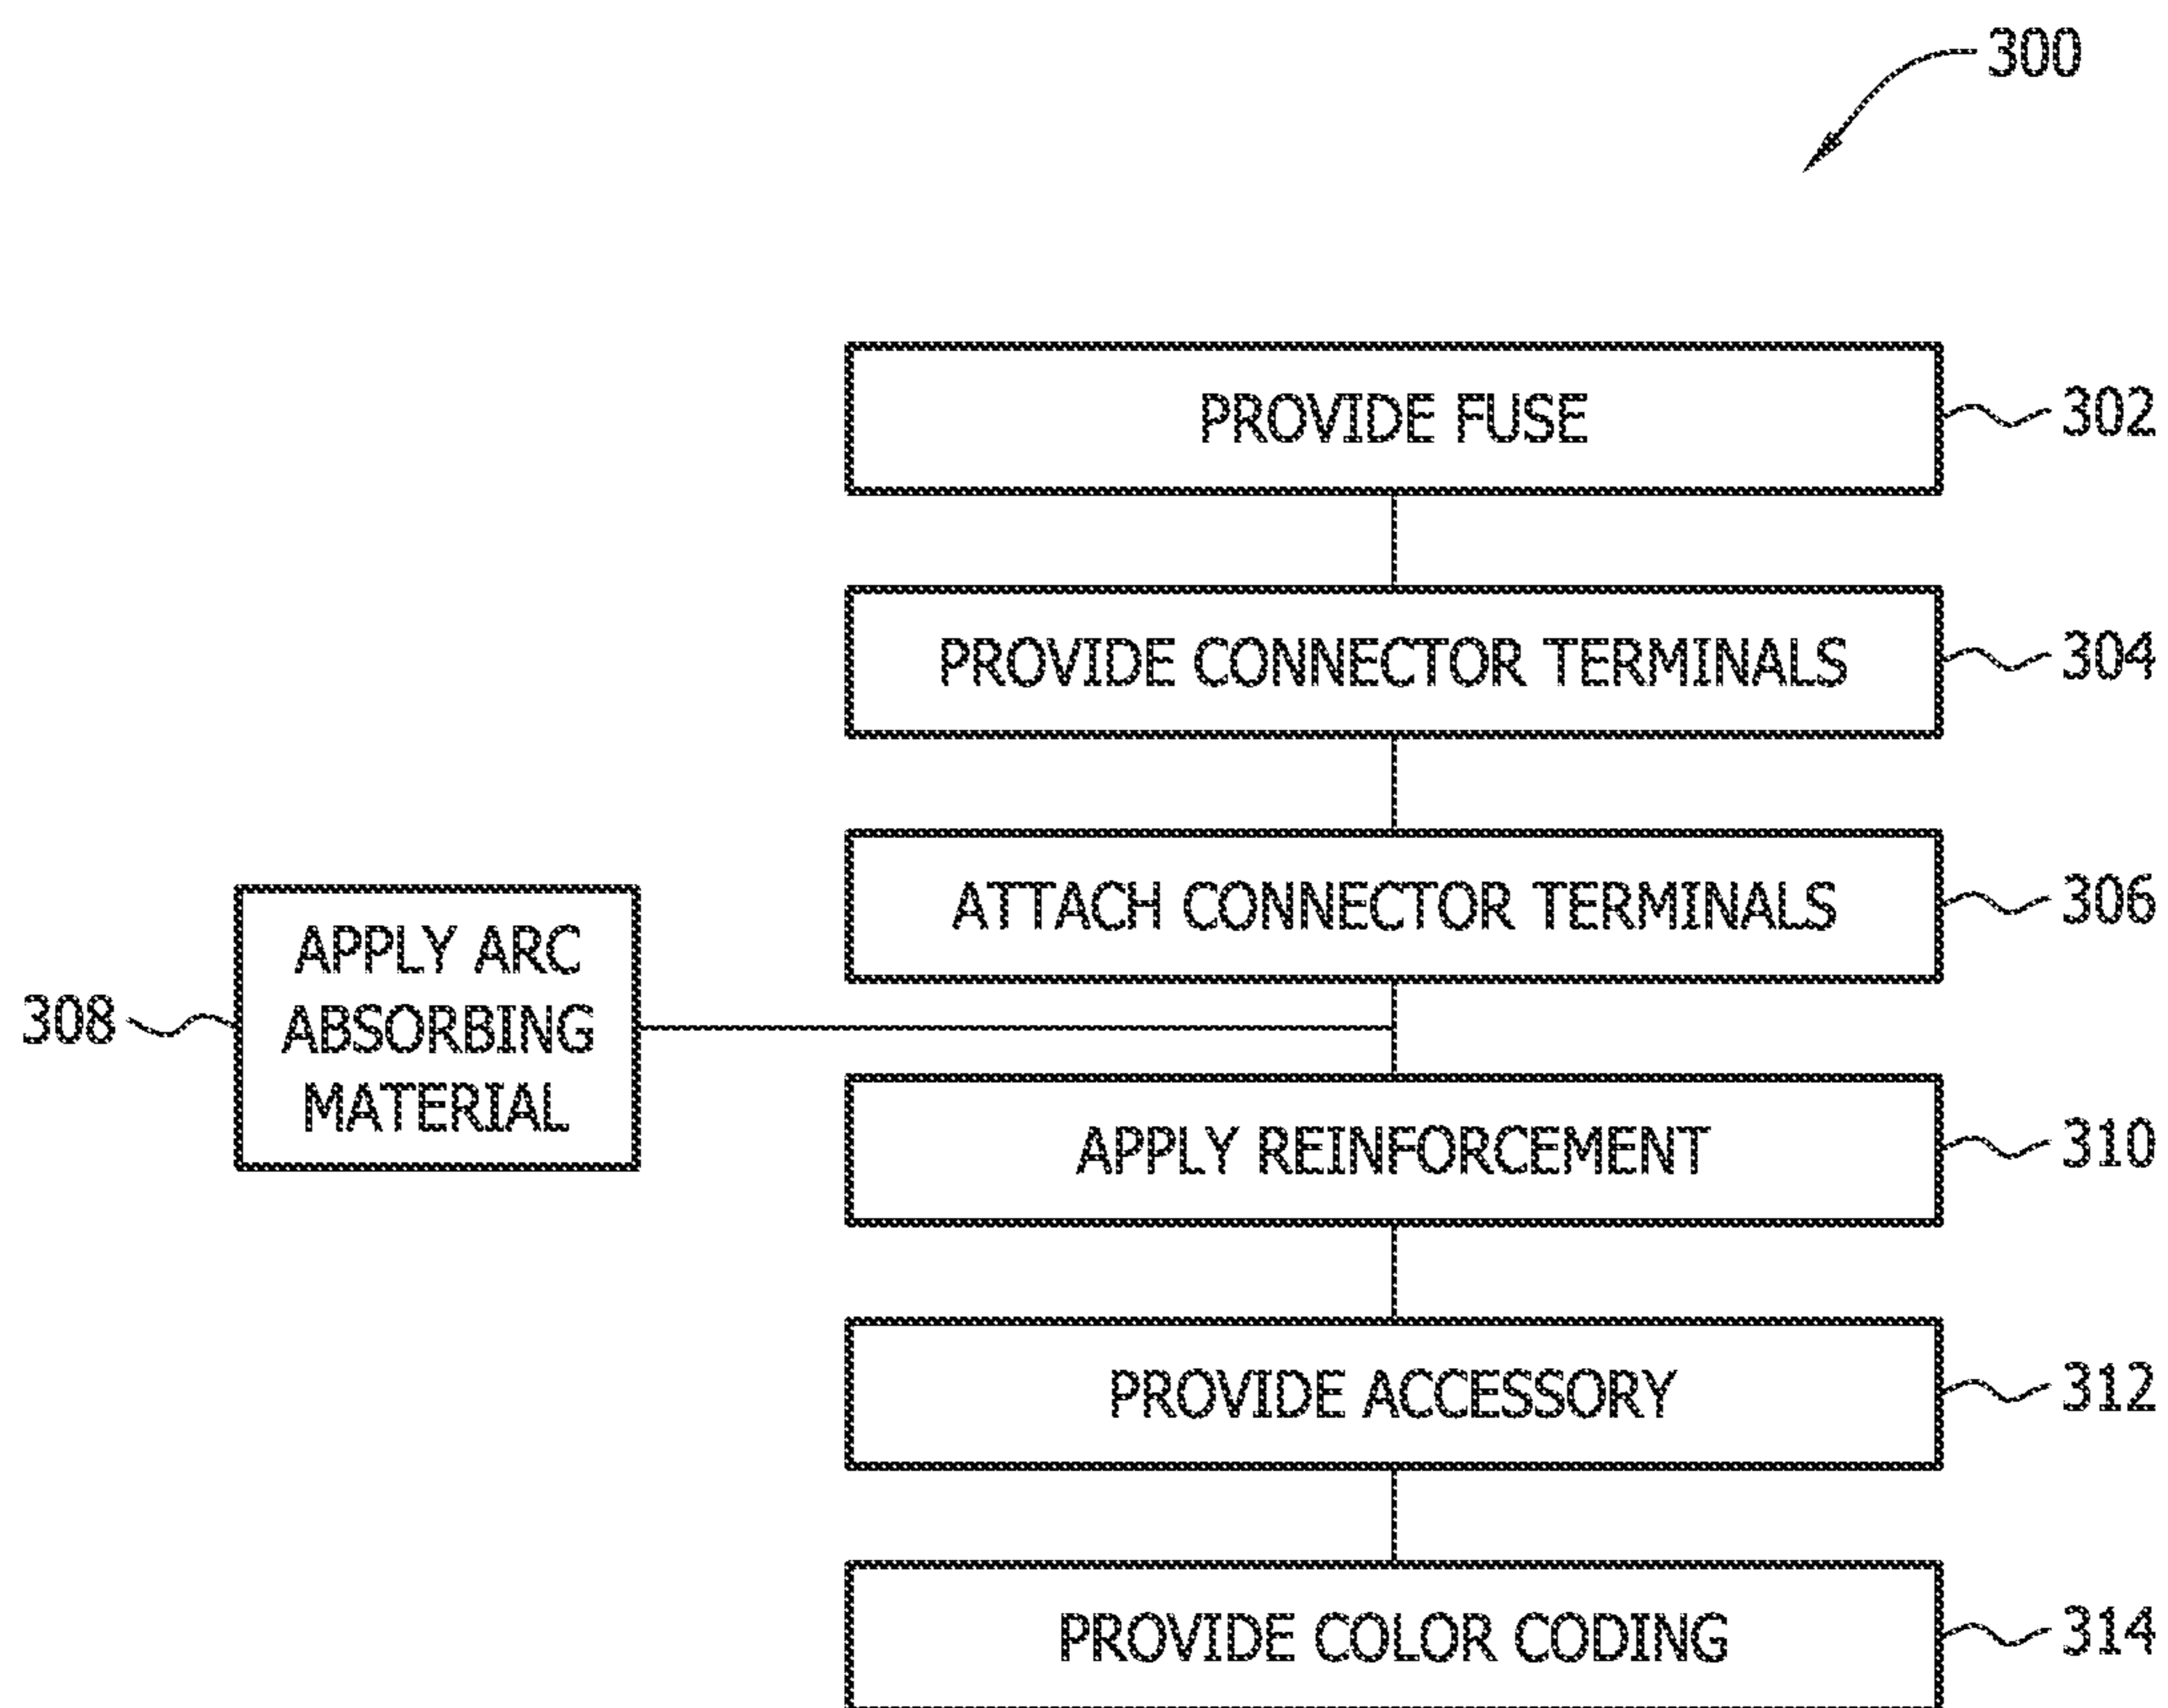 300
PROVIDE FUSE
302
PROVIDE CONNECTOR TERMINALS
304
ATTACH CONNECTOR TERMINALS
306
APPLY ARC
ABSORBING
MATERIAL
308
APPLY REINFORCEMENT
310
PROVIDE ACCESSORY
312
PROVIDE COLOR CODING
314